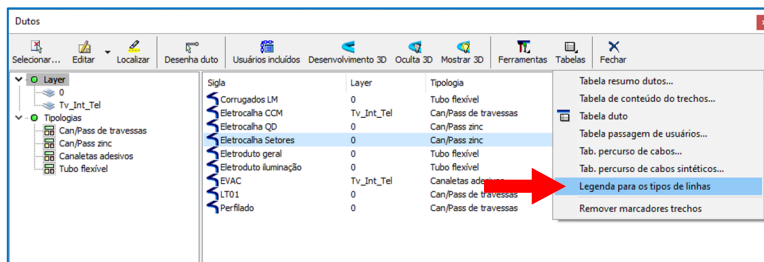 Dutos
Selecionar... Editar Localizar Desenha duto Usuários incluídos Desenvolvimento 3D Oculta 3D Mostrar 3D Ferramentas Tabelas Fechar
Layer
0
Tv_Int_Tel
Tipologias
Can/Pass de travessas
Can/Pass zinc
Canaletas adesivos
Tubo flexível
Sigla Layer Tipologia
Corrugados LM 0 Tubo flexível
Eletrocalha CCM Tv_Int_Tel Can/Pass de travessas
Eletrocalha QD 0 Can/Pass zinc
Eletrocalha Setores 0 Can/Pass zinc
Eletroduto geral 0 Tubo flexível
Eletroduto iluminação 0 Tubo flexível
EVAC Tv_Int_Tel Canaletas
LT01 0 Can/Pass de travessas
Perfilado 0 Can/Pass de travessas
Tabela resumo dutos...
Tabela de conteúdo do trechos...
Tabela duto
Tabela passagem de usuários...
Tab. percurso de cabos...
Tab. percurso de cabos sintéticos...
Legenda para os tipos de linhas
Remover marcadores trechos